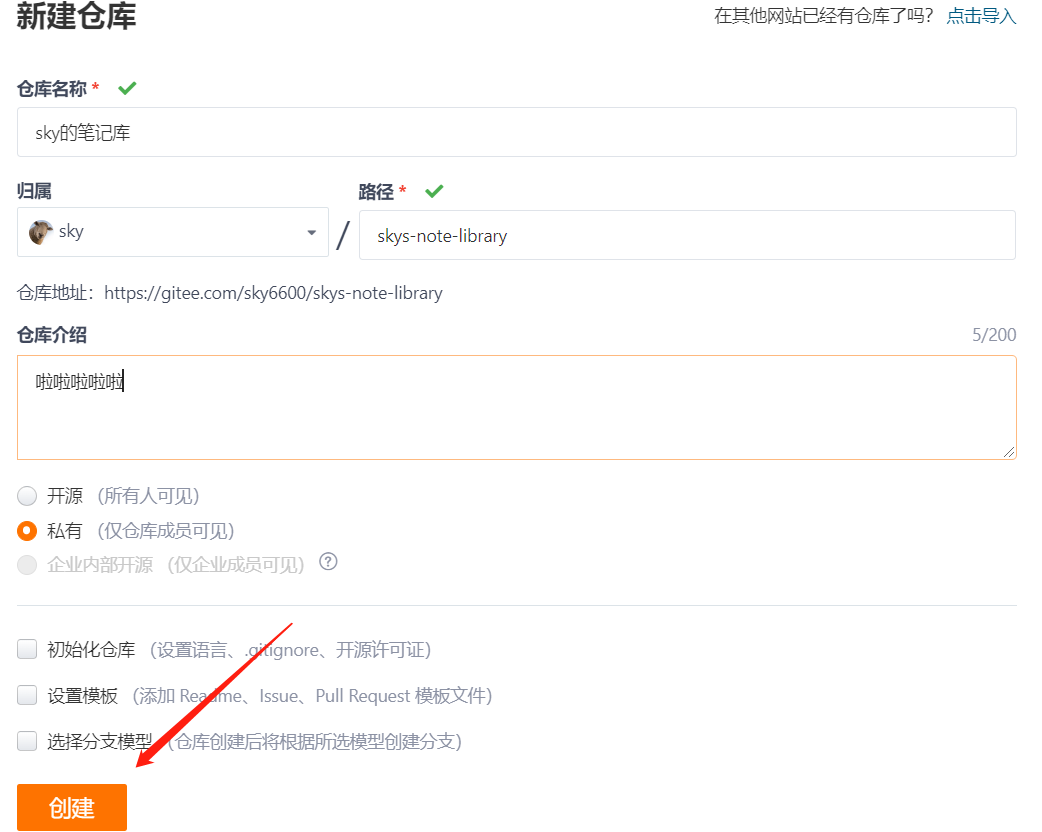 新建仓库
在其他网站已经有仓库了吗? 点击导入
仓库名称 *
sky的笔记库
归属
路径 *
sky / skys-note-library
仓库地址：https://gitee.com/sky6600/skys-note-library
仓库介绍 5/200
啦啦啦啦啦
开源 (所有人可见)
私有 (仅仓库成员可见)
企业内部开源 (仅企业成员可见) ?
初始化仓库 (设置语言、.gitignore、开源许可证)
设置模板 (添加 Readme、Issue、Pull Request 模板文件)
选择分支模型 (仓库创建后将根据所选模型创建分支)
创建